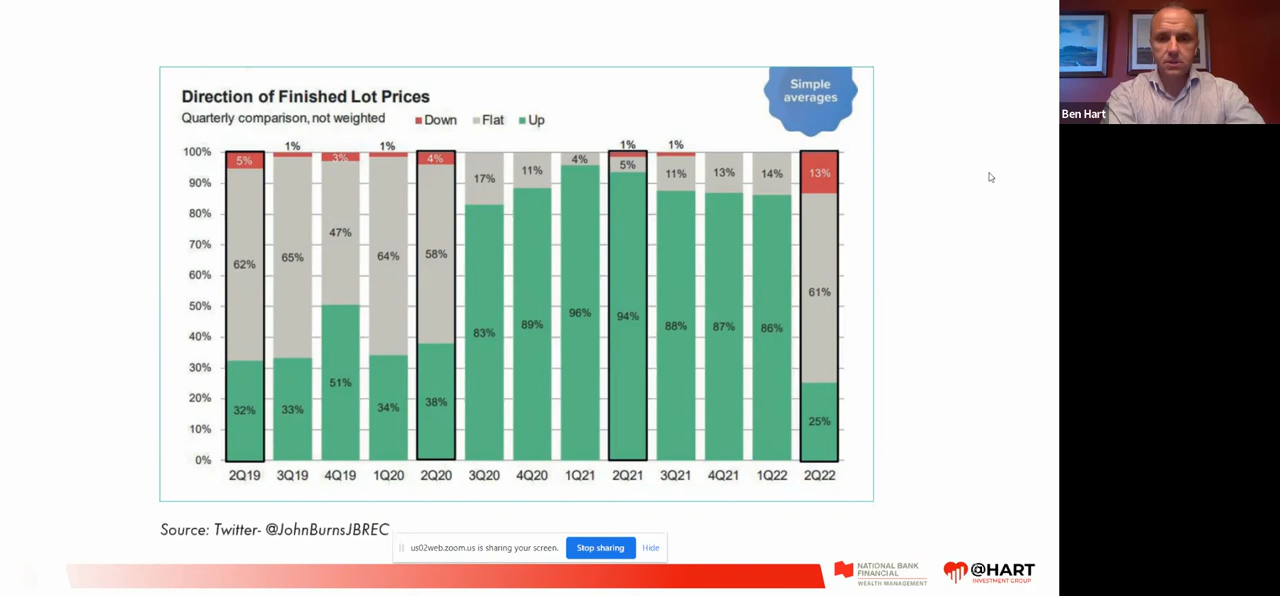 Direction of Finished Lot Prices
Quarterly comparison, not weighted
Down Flat Up
Simple
averages
1% 1% 1% 1%
100%
90%
80%
70%
60%
50%
40%
30%
20%
10%
0%
5% 3% 4% 4% 5% 13%
62% 65% 47% 64% 58% 17% 11% 11% 13% 14% 61%
32% 33% 51% 34% 38% 83% 89% 96% 94% 88% 87% 86% 25%
2Q19 3Q19 4Q19 1Q20 2Q20 3Q20 4Q20 1Q21 2Q21 3Q21 4Q21 1Q22 2Q22
Source: Twitter- @JohnBurnsJBREC
us02web.zoom.us is sharing your screen. Stop sharing Hide
NATIONAL BANK
FINANCIAL
WEALTH MANAGEMENT
@HART
INVESTMENT GROUP
Ben Hart